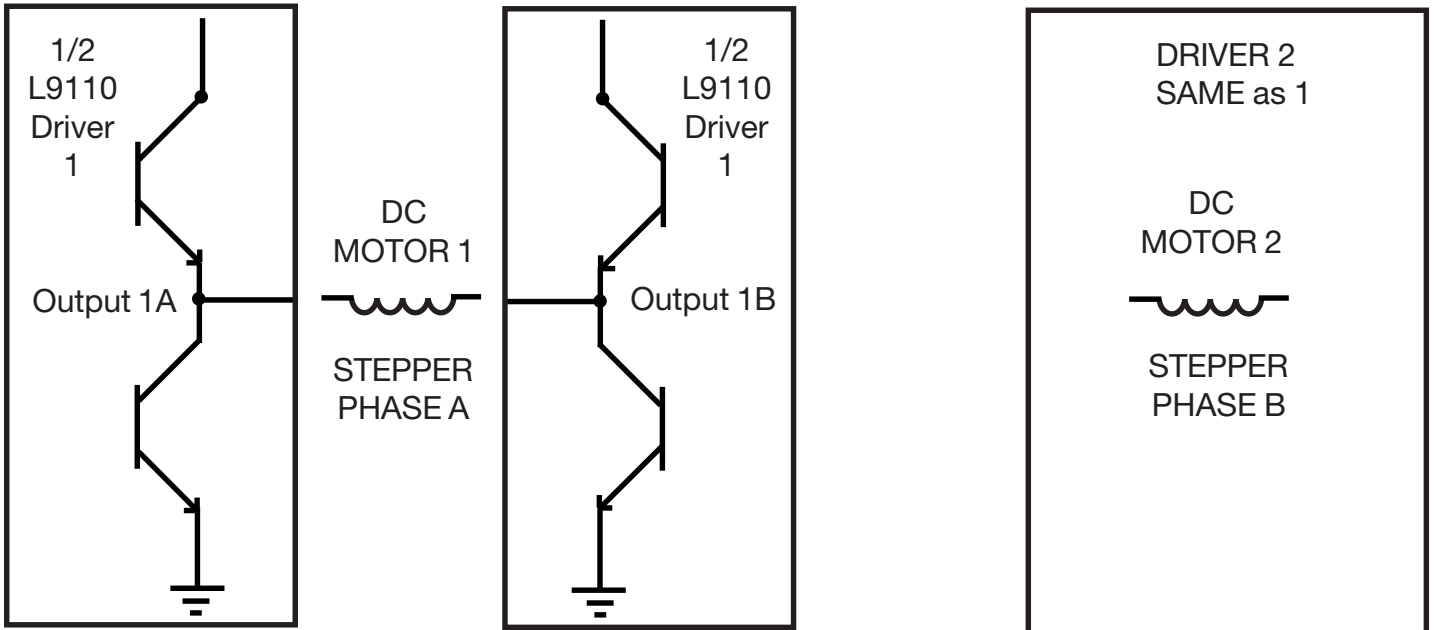 1/2
L9110
Driver
1
Output 1A
DC
MOTOR 1
STEPPER
PHASE A
1/2
L9110
Driver
1
Output 1B
DRIVER 2
SAME as 1
DC
MOTOR 2
STEPPER
PHASE B